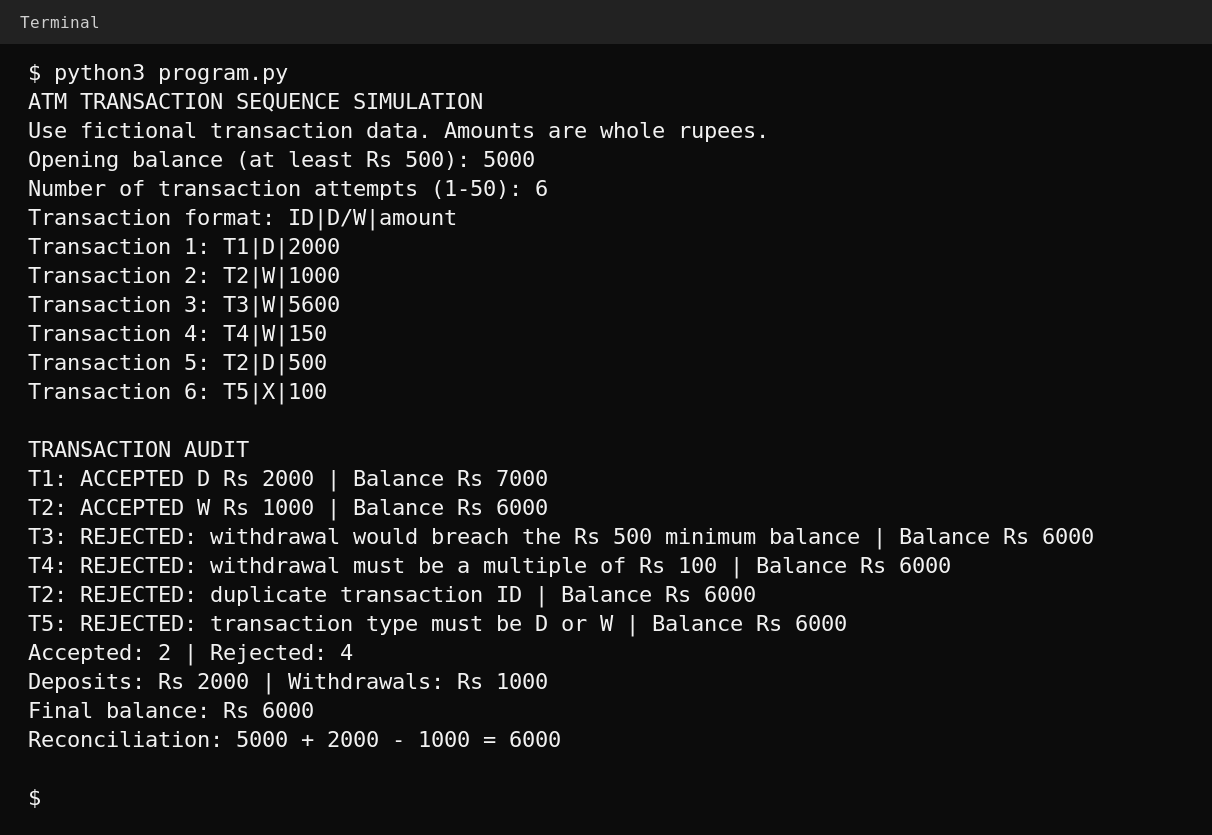 Terminal
$ python3 program.py
ATM TRANSACTION SEQUENCE SIMULATION
Use fictional transaction data. Amounts are whole rupees.
Opening balance (at least Rs 500): 5000
Number of transaction attempts (1-50): 6
Transaction format: ID|D/W|amount
Transaction 1: T1|D|2000
Transaction 2: T2|W|1000
Transaction 3: T3|W|5600
Transaction 4: T4|W|150
Transaction 5: T2|D|500
Transaction 6: T5|X|100
TRANSACTION AUDIT
T1: ACCEPTED D Rs 2000 | Balance Rs 7000
T2: ACCEPTED W Rs 1000 | Balance Rs 6000
T3: REJECTED: withdrawal would breach the Rs 500 minimum balance | Balance Rs 6000
T4: REJECTED: withdrawal must be a multiple of Rs 100 | Balance Rs 6000
T2: REJECTED: duplicate transaction ID | Balance Rs 6000
T5: REJECTED: transaction type must be D or W | Balance Rs 6000
Accepted: 2 | Rejected: 4
Deposits: Rs 2000 | Withdrawals: Rs 1000
Final balance: Rs 6000
Reconciliation: 5000 + 2000 - 1000 = 6000
$